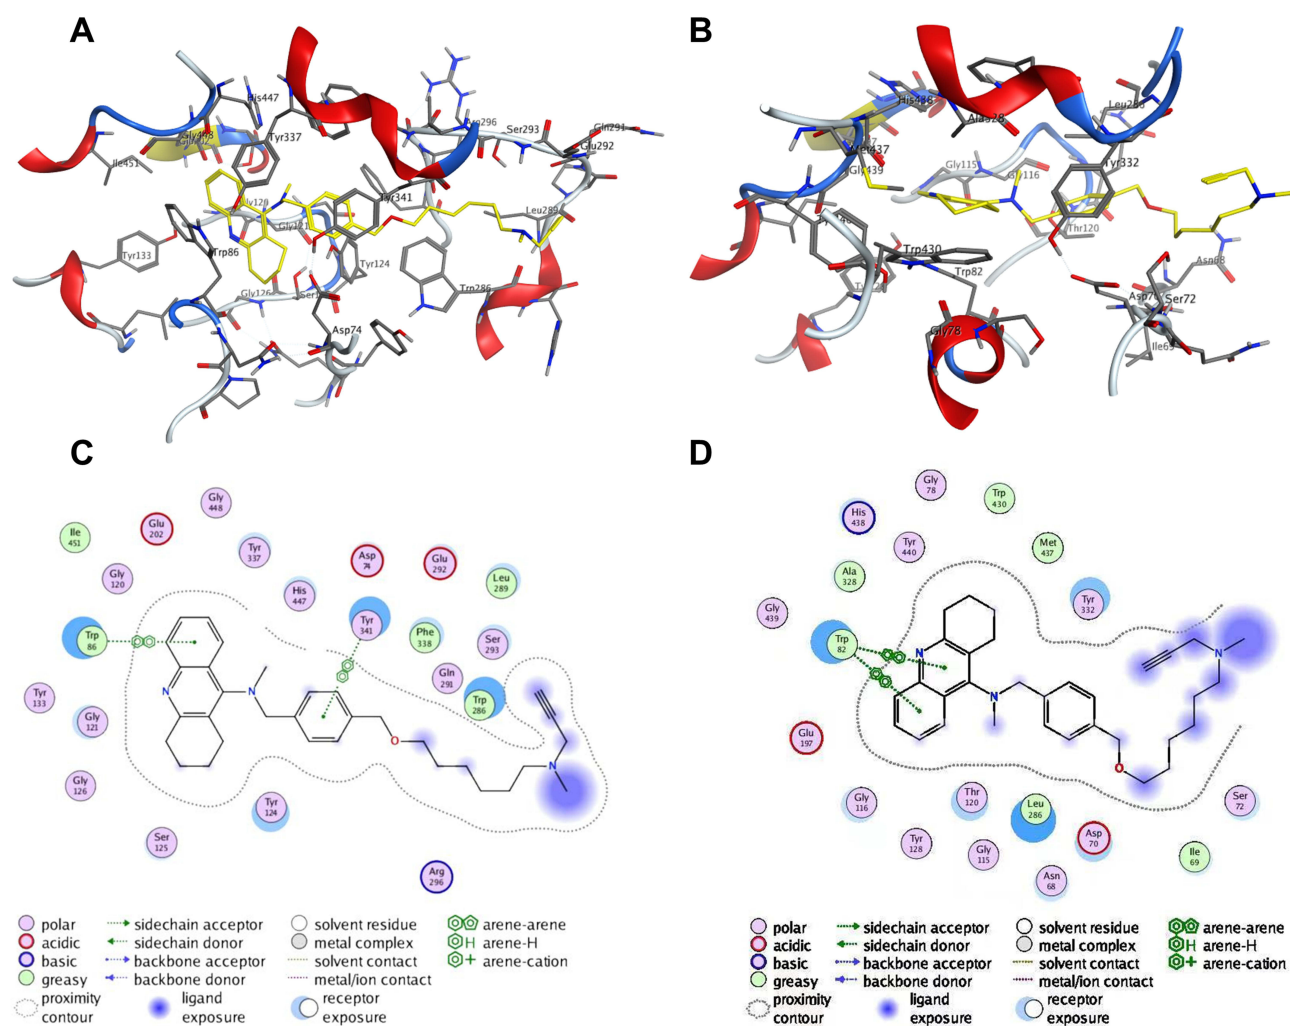 A
B
His447
Tyr337
Ile451
Ser293
Gln291
Glu292
Tyr341
Leu289
Gly120
Gly121
Tyr133
Trp86
Tyr124
Trp286
Gly126
Asp74
Ala328
Met437
Gly439
Leu286
Tyr332
Gly115
Gly116
Thr120
Trp430
Trp82
Asn68
Asp70
Ser72
Gly78
Ile69
C
D
Gly
448
Glu
202
Ile
451
Tyr
337
Asp
74
Glu
292
Leu
289
Gly
120
His
447
Tyr
341
Phe
338
Ser
293
Trp
86
Gln
291
Trp
286
Tyr
133
Gly
121
N
N
O
N
Gly
126
Tyr
124
Ser
125
Arg
296
Gly
78
Trp
430
His
438
Tyr
440
Met
437
Ala
328
Tyr
332
Gly
439
Trp
82
N
N
N
O
Glu
197
Gly
116
Thr
120
Leu
286
Ser
72
Tyr
128
Gly
115
Asp
70
Asn
68
Ile
69
polar sidechain acceptor solvent residue arene-arene
acidic sidechain donor metal complex H arene-H
basic backbone acceptor solvent contact + arene-cation
greasy backbone donor metal/ion contact
proximity contour ligand exposure receptor exposure
polar sidechain acceptor solvent residue arene-arene
acidic sidechain donor metal complex H arene-H
basic backbone acceptor solvent contact + arene-cation
greasy backbone donor metal/ion contact
proximity contour ligand exposure receptor exposure